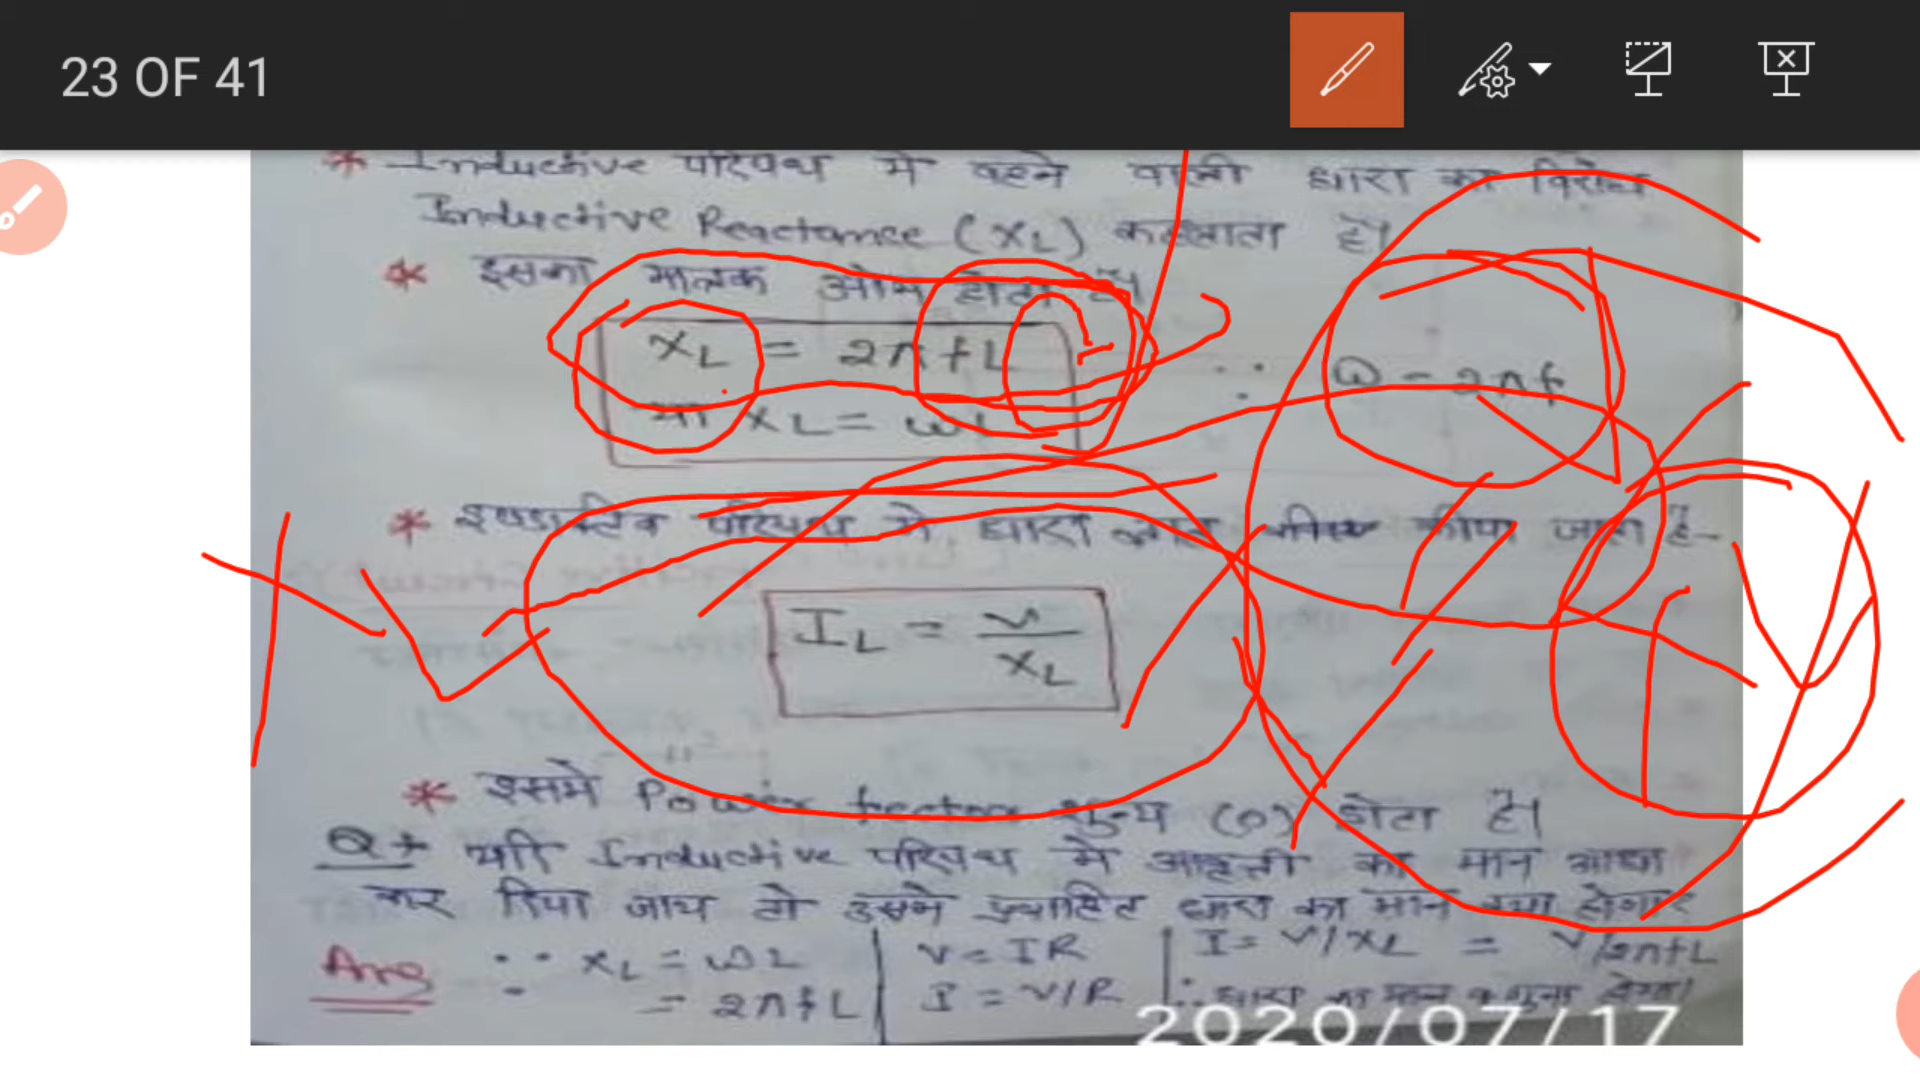 23 OF 41
* Inductive परिपथ मे बहने वाली धारा का विरोध
Inductive Reactance (XL) कहलाता है।
* इसका मात्रक ओम होता है।
XL = 2πfL
∵ ω = 2πf
या XL = ωL
* इण्डक्टिव परिपथ मे धारा ज्ञात कीया जाता है-
IL = V/XL
* इसमे Power factor शून्य (0) होता है।
Q+ यदि Inductive परिपथ मे आवृत्ती का मान आधा
कर दिया जाय तो उसमे प्रवाहित धारा का मान क्या होगा?
Ans ∵ XL = ωL | V = IR | I = V/XL = V/2πfL
= 2πfL | I = V/R | ∴ धारा का मान गुना होगा।
2020/07/17